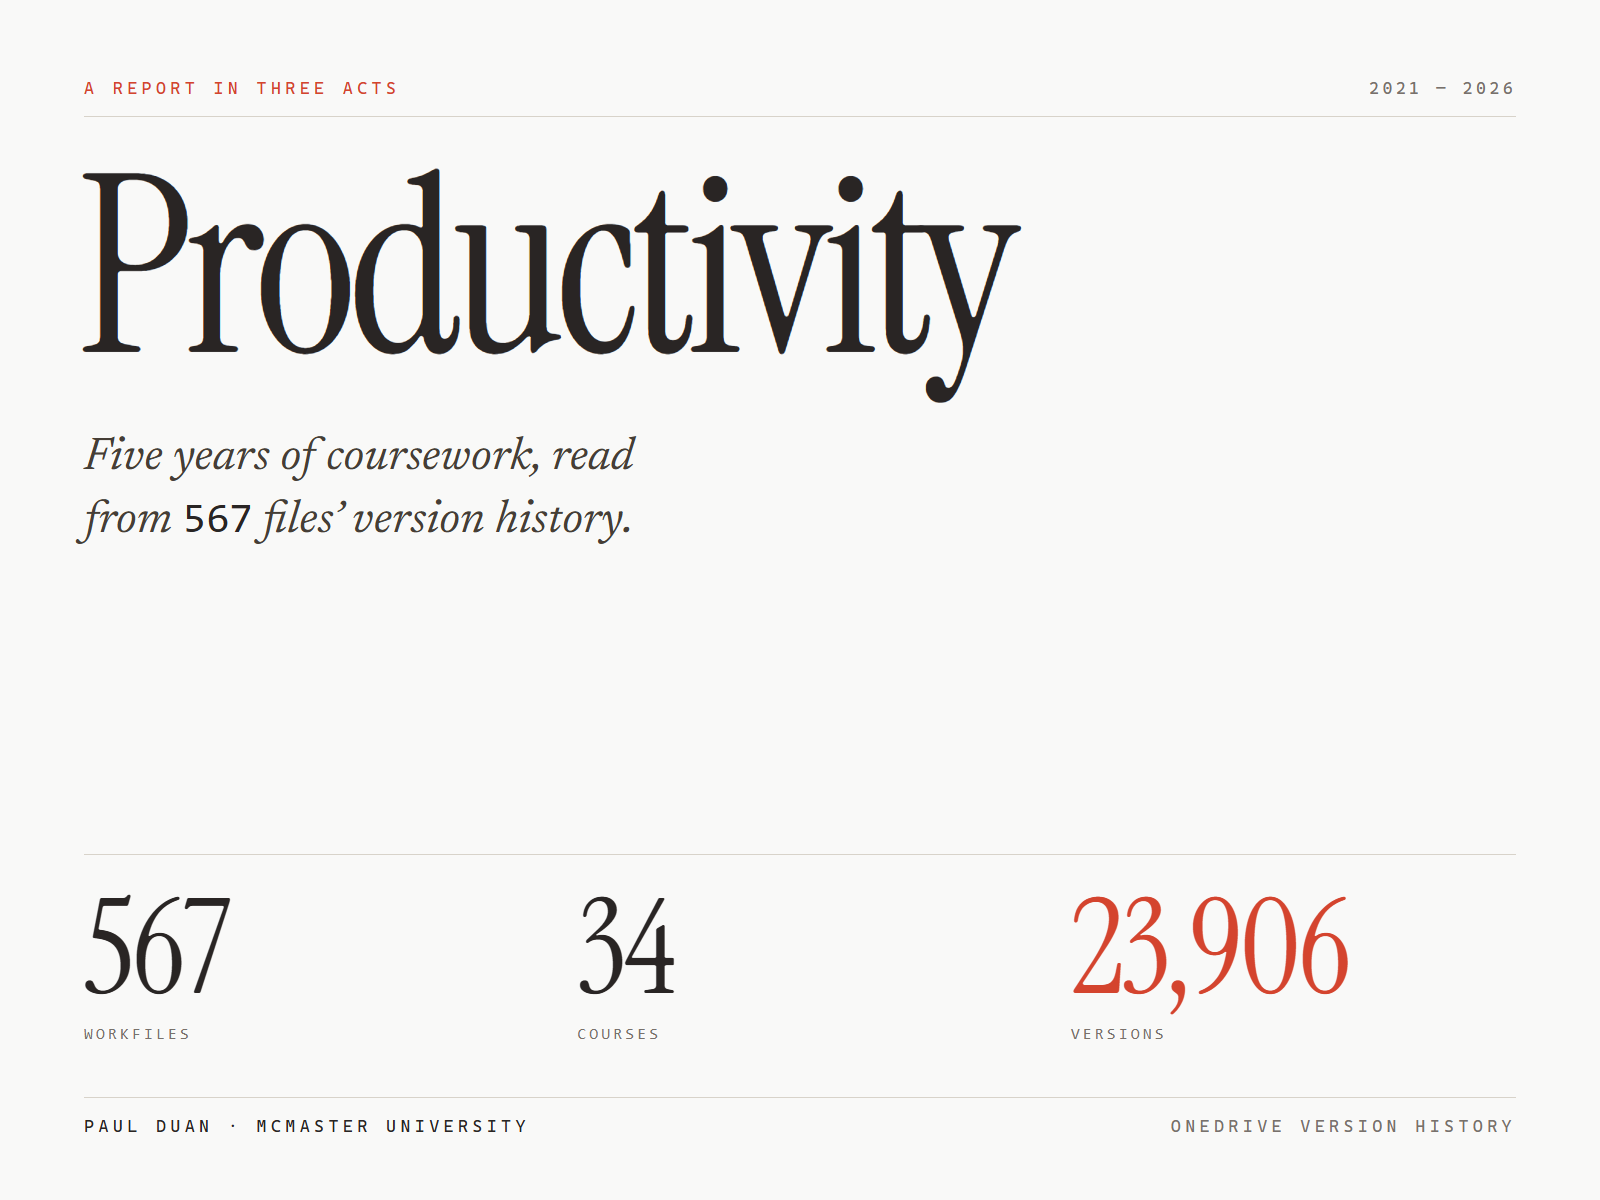 A REPORT IN THREE ACTS
2021 — 2026
Productivity
Five years of coursework, read
from 567 files’ version history.
567
34
23,906
WORKFILES
COURSES
VERSIONS
PAUL DUAN · MCMASTER UNIVERSITY
ONEDRIVE VERSION HISTORY